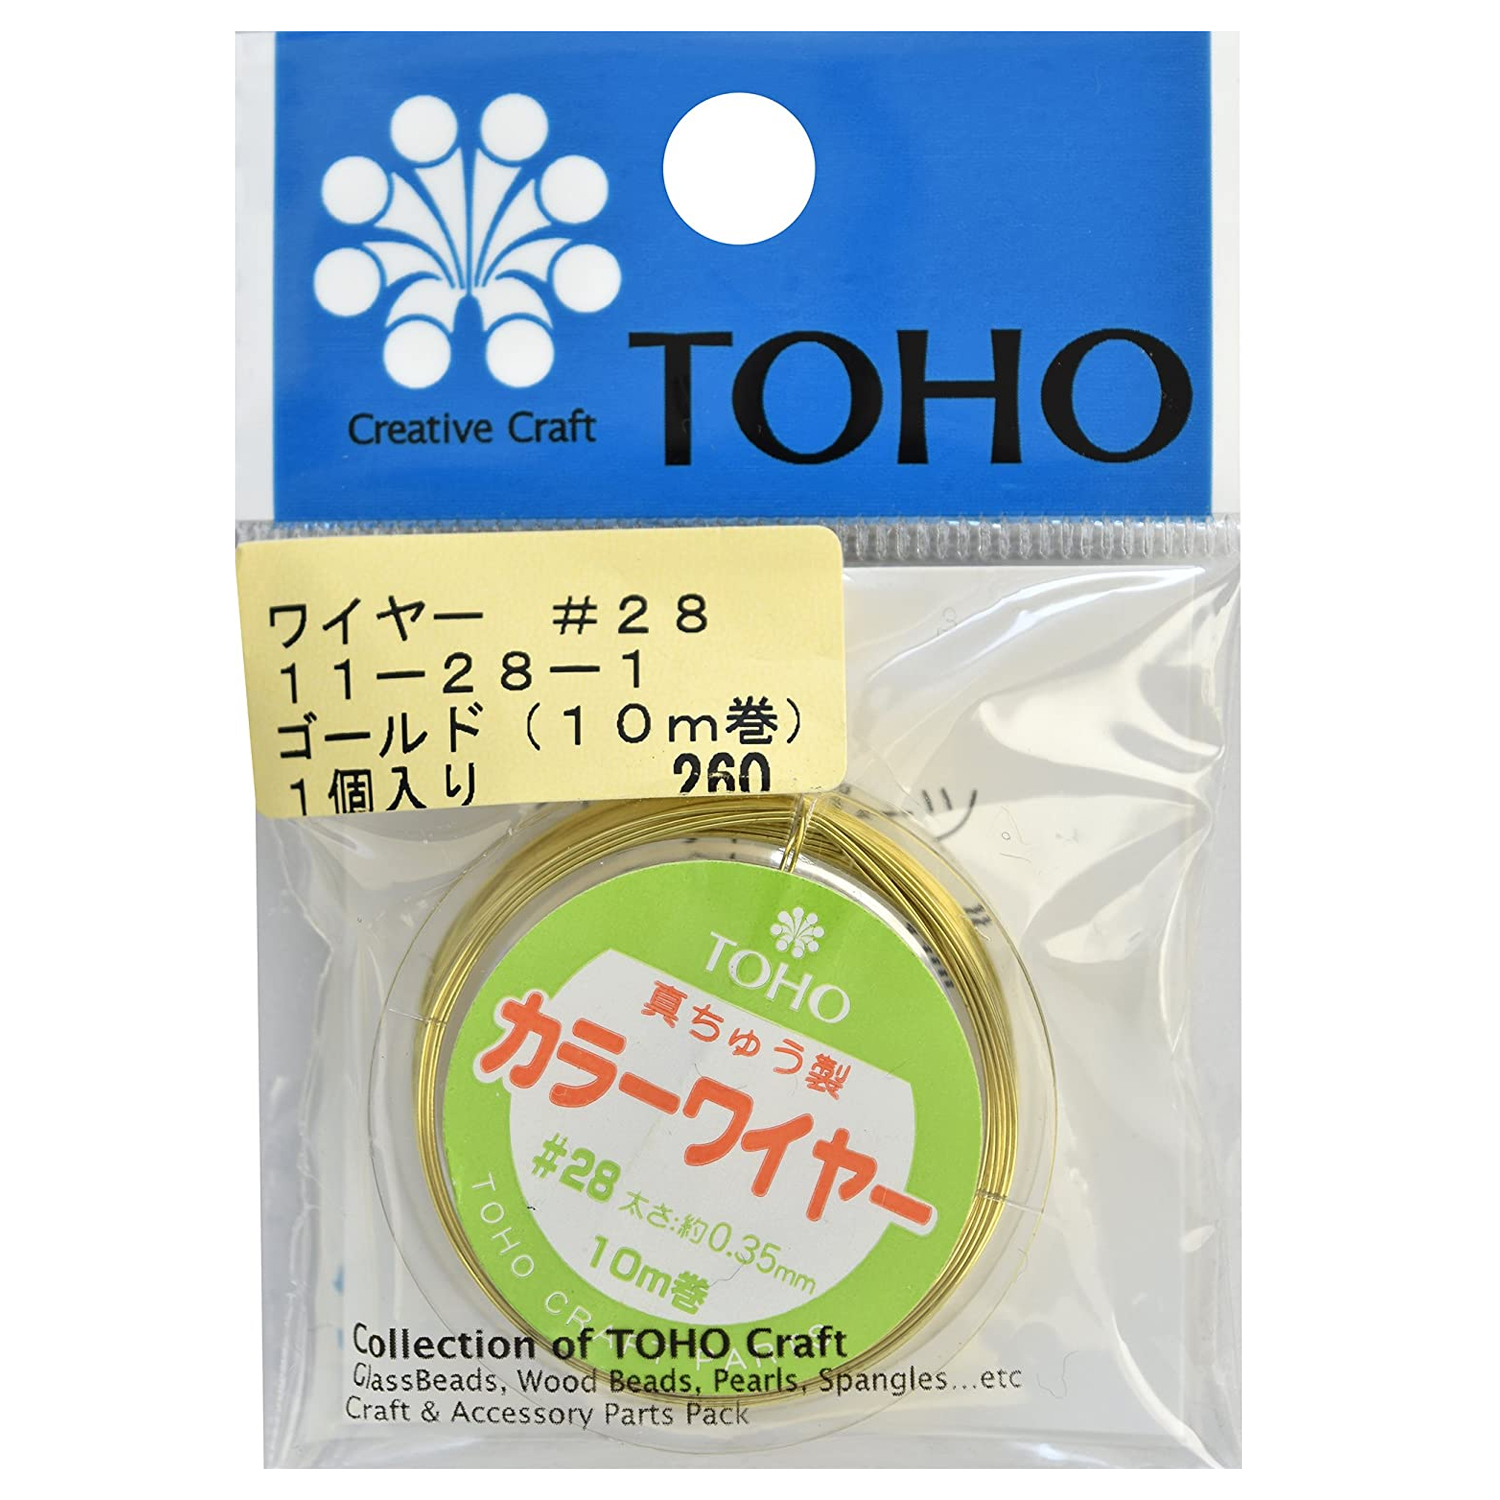 Creative Craft
TOHO
ワイヤー　＃２８
１１－２８－１
ゴールド（１０ｍ巻）
１個入り 260
TOHO
真ちゅう製
カラーワイヤー
#28 太さ:約0.35mm
10m巻
TOHO CRAFT PARTS
Collection of TOHO Craft
GlassBeads, Wood Beads, Pearls, Spangles...etc
Craft & Accessory Parts Pack